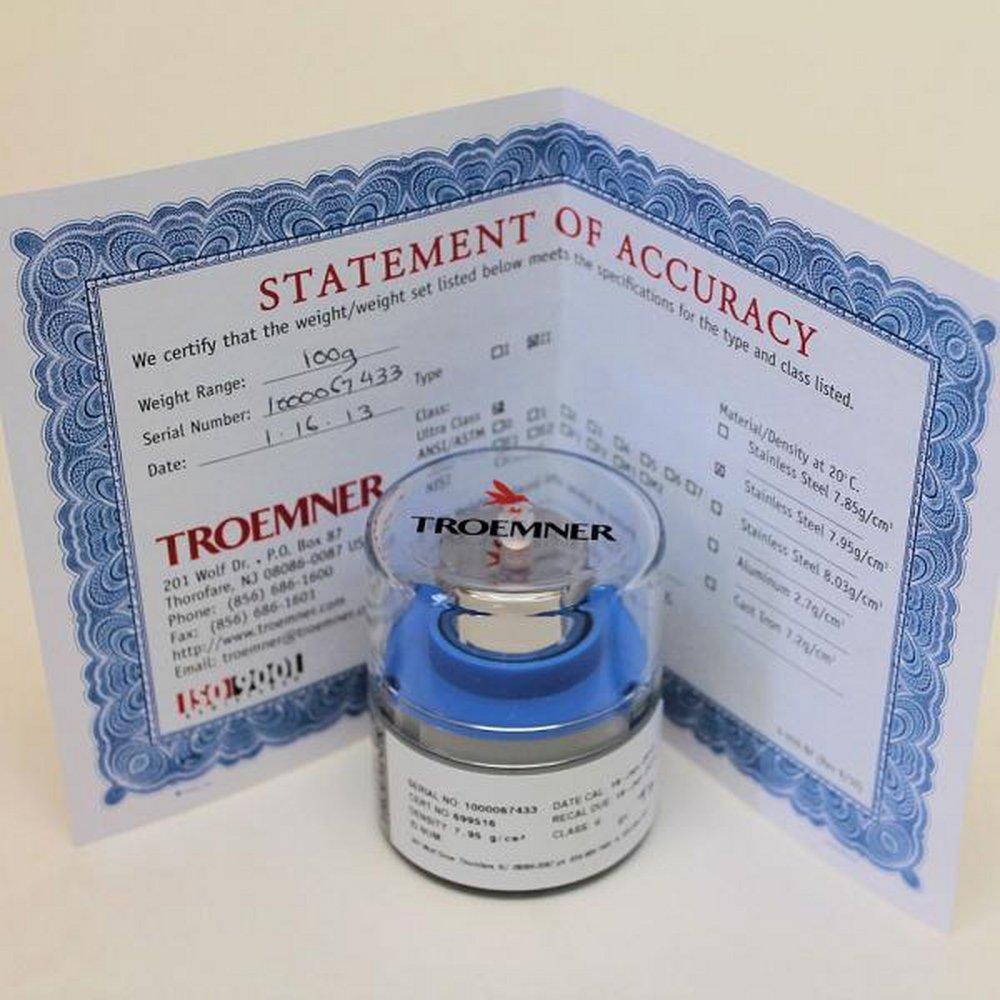 STATEMENT OF ACCURACY
We certify that the weight/weight set listed below meets the specifications for the type and class listed.
Weight Range: 100g
Serial Number: 1000067433
Date: 1.16.13
Type I II
Class:
Ultra Class
ANSI/ASTM
NIST
TROEMNER
201 Wolf Dr. • P.O. Box 87
Thorofare, NJ 08086-0087 US
Phone: (856) 686-1600
Fax: (856) 686-1601
http://www.troemner.com
Email: troemner@troemner.c
ISO 9001
Material/Density at 20°C.
Stainless Steel 7.85g/cm³
Stainless Steel 7.95g/cm³
Stainless Steel 8.03g/cm³
Aluminum 2.7g/cm³
Cast Iron 7.2g/cm³
TROEMNER
SERIAL NO 1000067433 DATE CAL
CERT NO 699516 RECAL DUE
DENSITY 7.95 g/cm³ CLASS